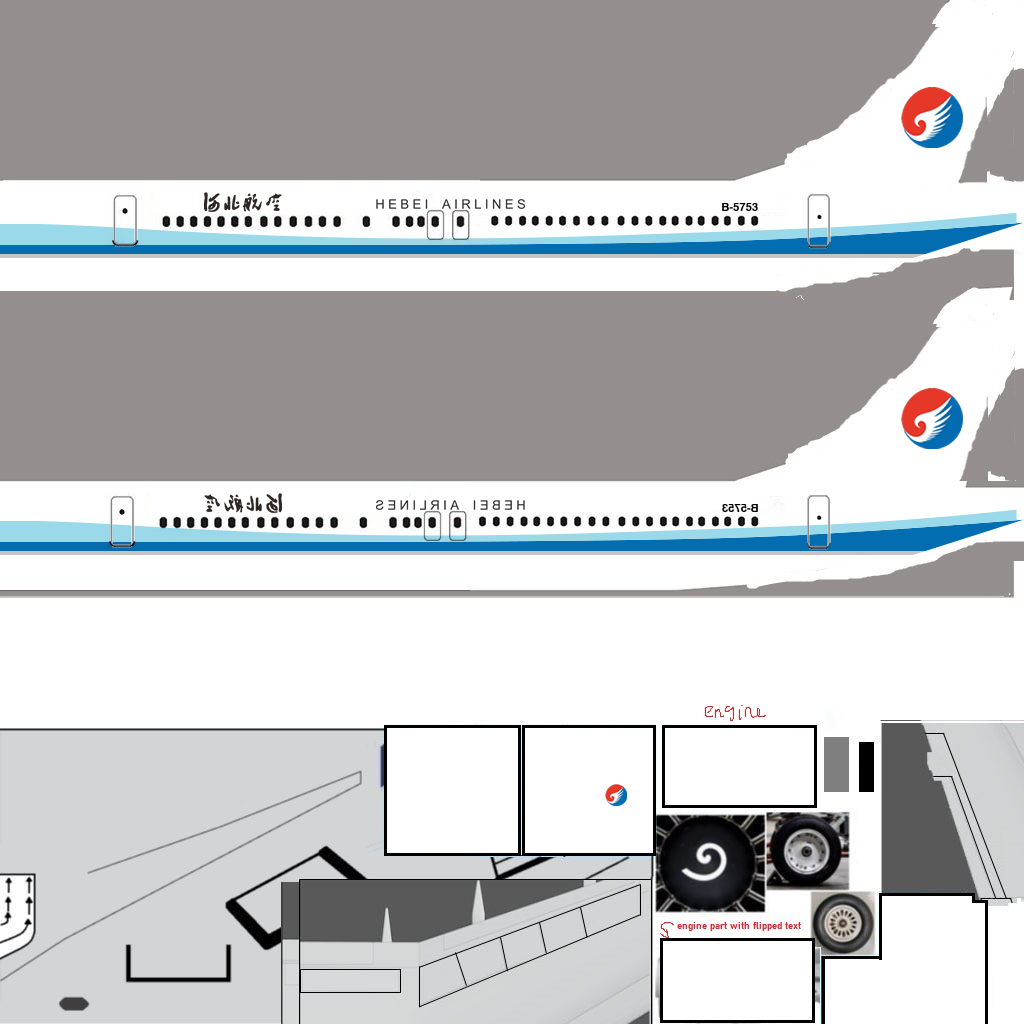 河北航空
HEBEI AIRLINES
B-5753
河北航空
HEBEI AIRLINES
B-5753
engine
engine part with flipped text